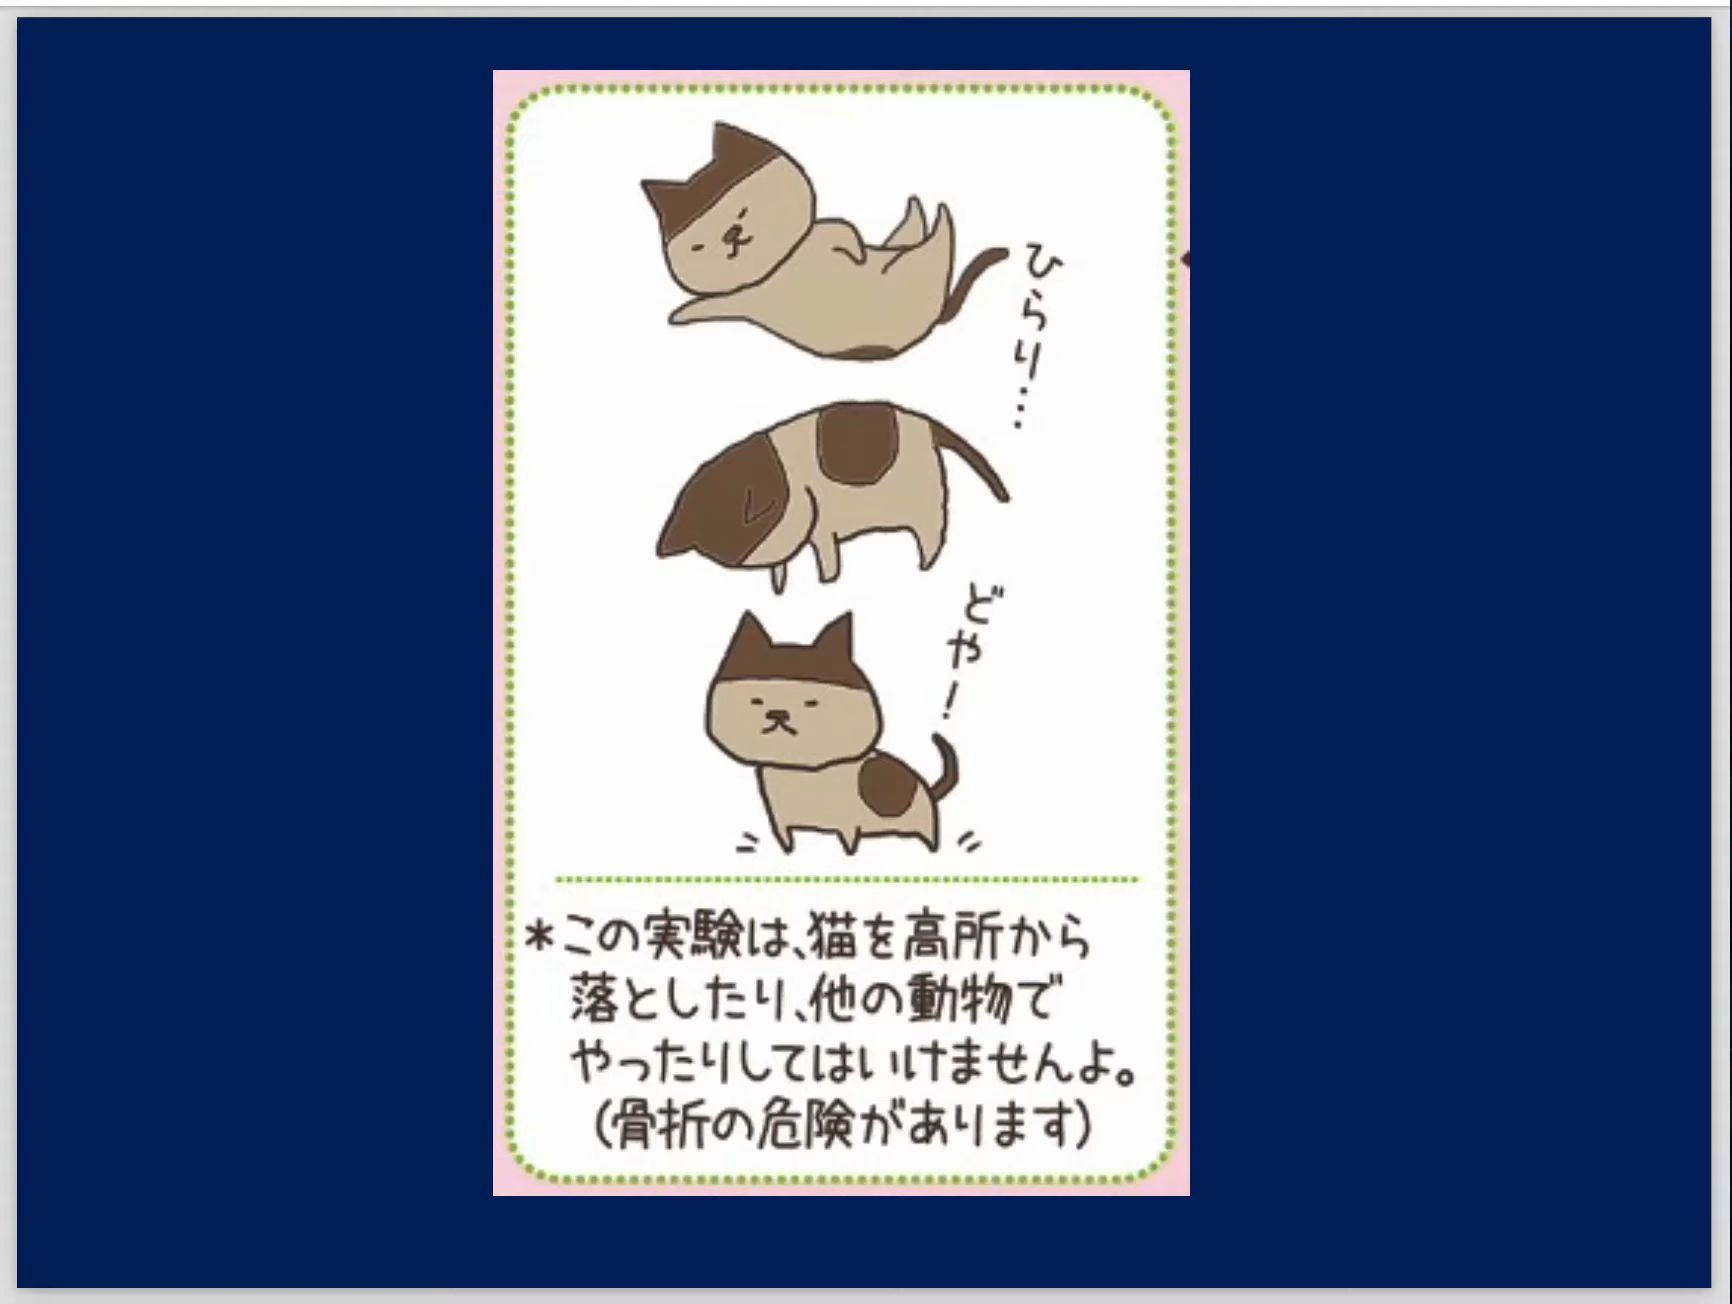 ひらり…
どや!
*この実験は、猫を高所から
落としたり、他の動物で
やったりしてはいけませんよ。
(骨折の危険があります)